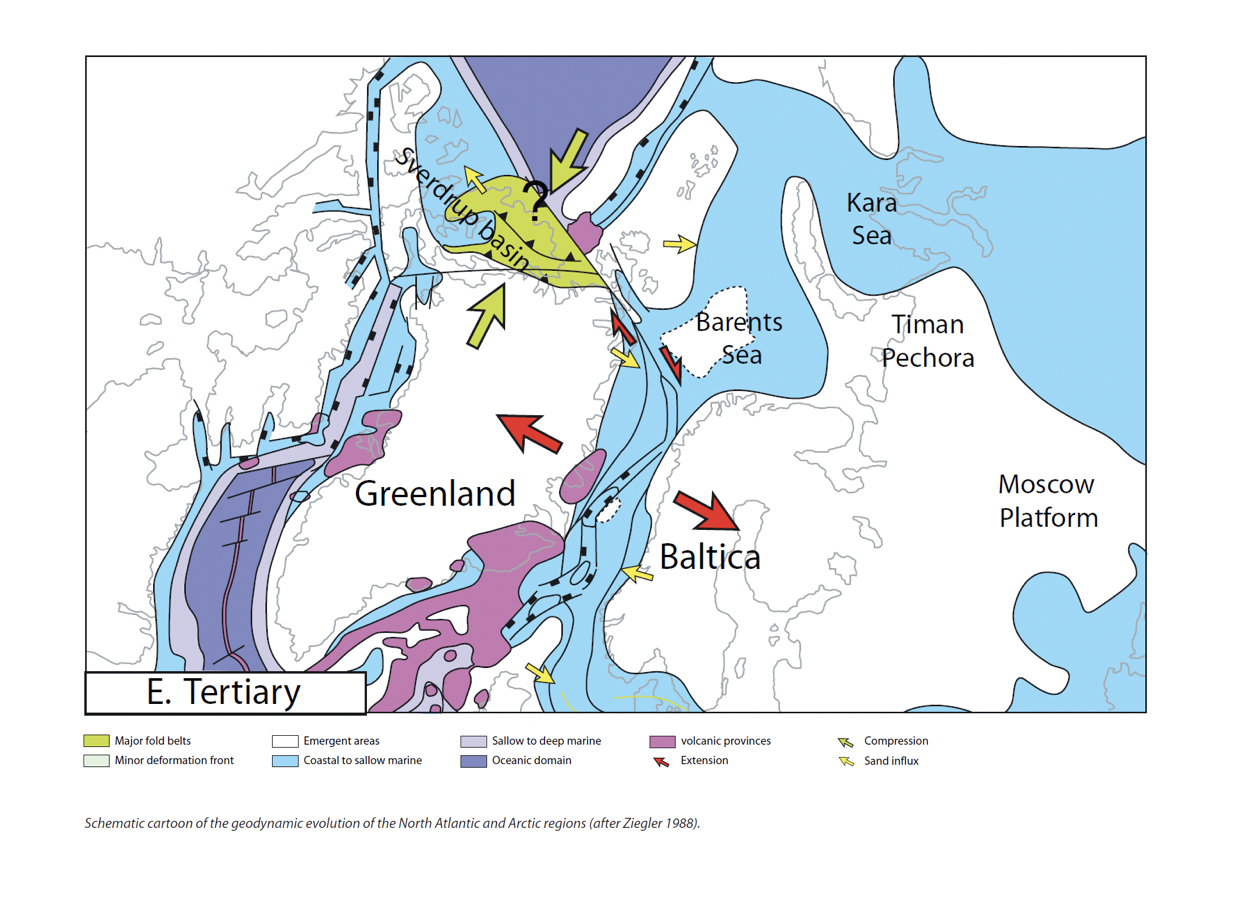 Sverdrup basin
?
Kara
Sea
Barents
Sea
Timan
Pechora
Greenland
Moscow
Platform
Baltica
E. Tertiary
Major fold belts
Emergent areas
Sallow to deep marine
volcanic provinces
Compression
Minor deformation front
Coastal to sallow marine
Oceanic domain
Extension
Sand influx
Schematic cartoon of the geodynamic evolution of the North Atlantic and Arctic regions (after Ziegler 1988).